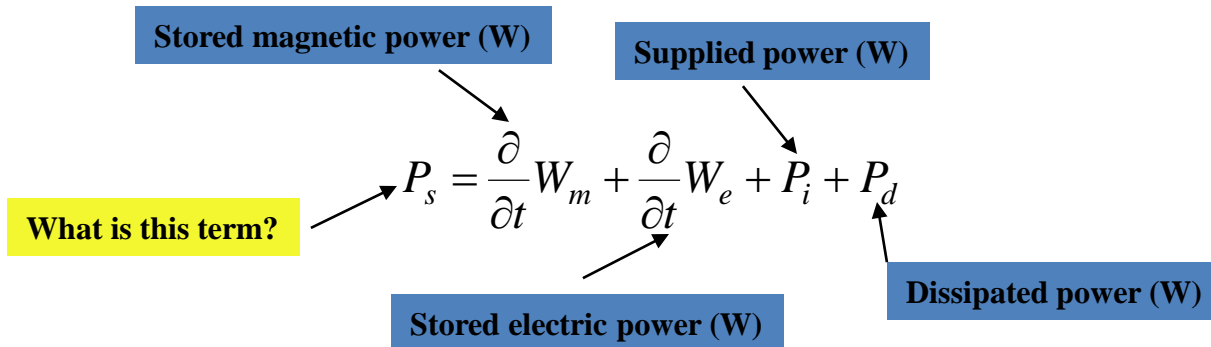 Stored magnetic power (W)
Supplied power (W)
P_s = ∂/∂t W_m + ∂/∂t W_e + P_i + P_d
What is this term?
Dissipated power (W)
Stored electric power (W)